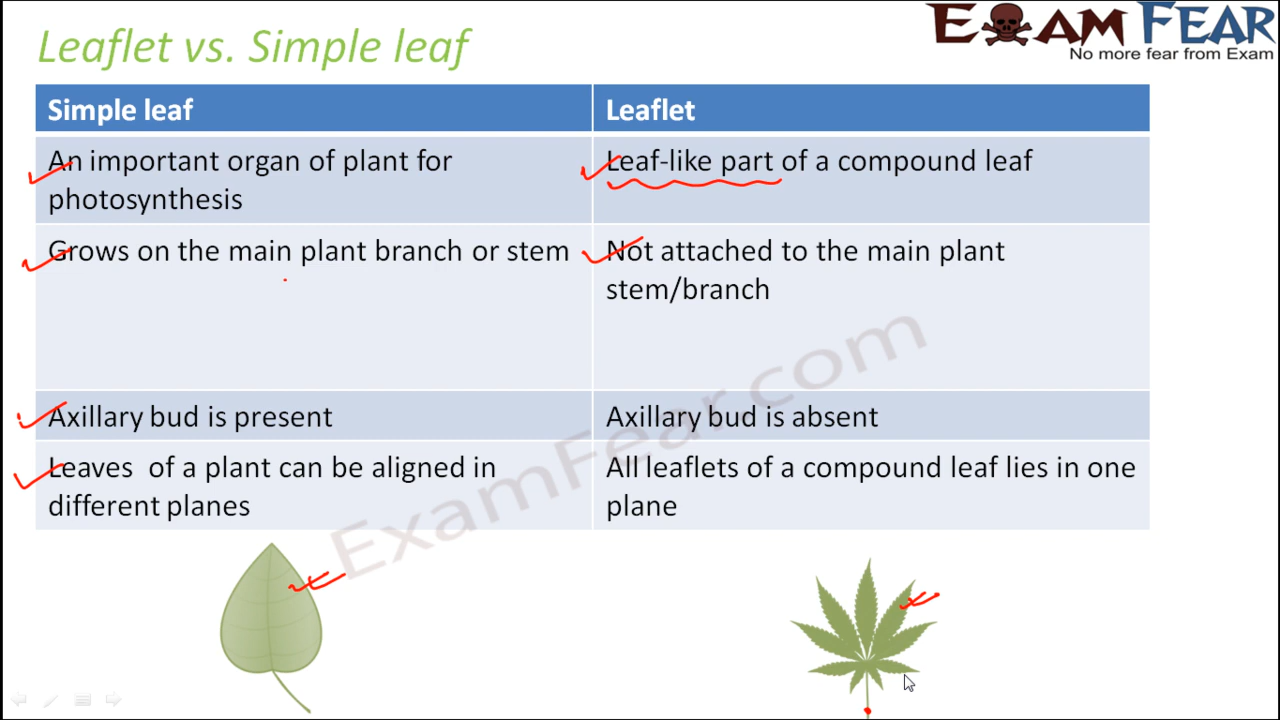 Leaflet vs. Simple leaf
EXAM FEAR
No more fear from Exam
Simple leaf
Leaflet
An important organ of plant for
photosynthesis
Leaf-like part of a compound leaf
Grows on the main plant branch or stem
Not attached to the main plant
stem/branch
Axillary bud is present
Axillary bud is absent
Leaves of a plant can be aligned in
different planes
All leaflets of a compound leaf lies in one
plane
ExamFear.com